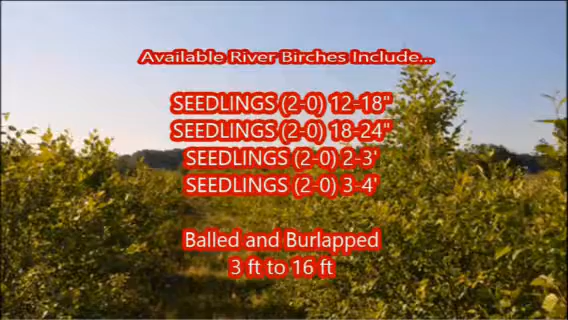 Available River Birches Include...
SEEDLINGS (2-0) 12-18"
SEEDLINGS (2-0) 18-24"
SEEDLINGS (2-0) 2-3'
SEEDLINGS (2-0) 3-4'
Balled and Burlapped
3 ft to 16 ft